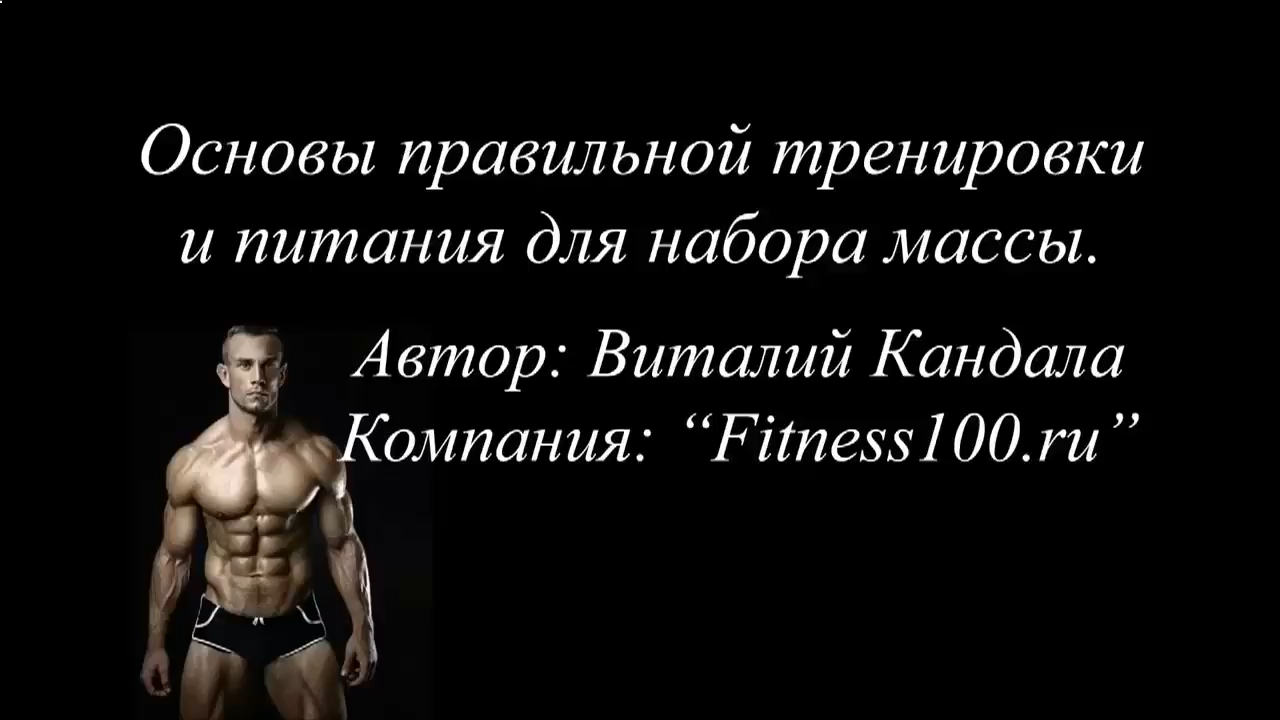 Основы правильной тренировки
и питания для набора массы.
Автор: Виталий Кандала
Компания: “Fitness100.ru”